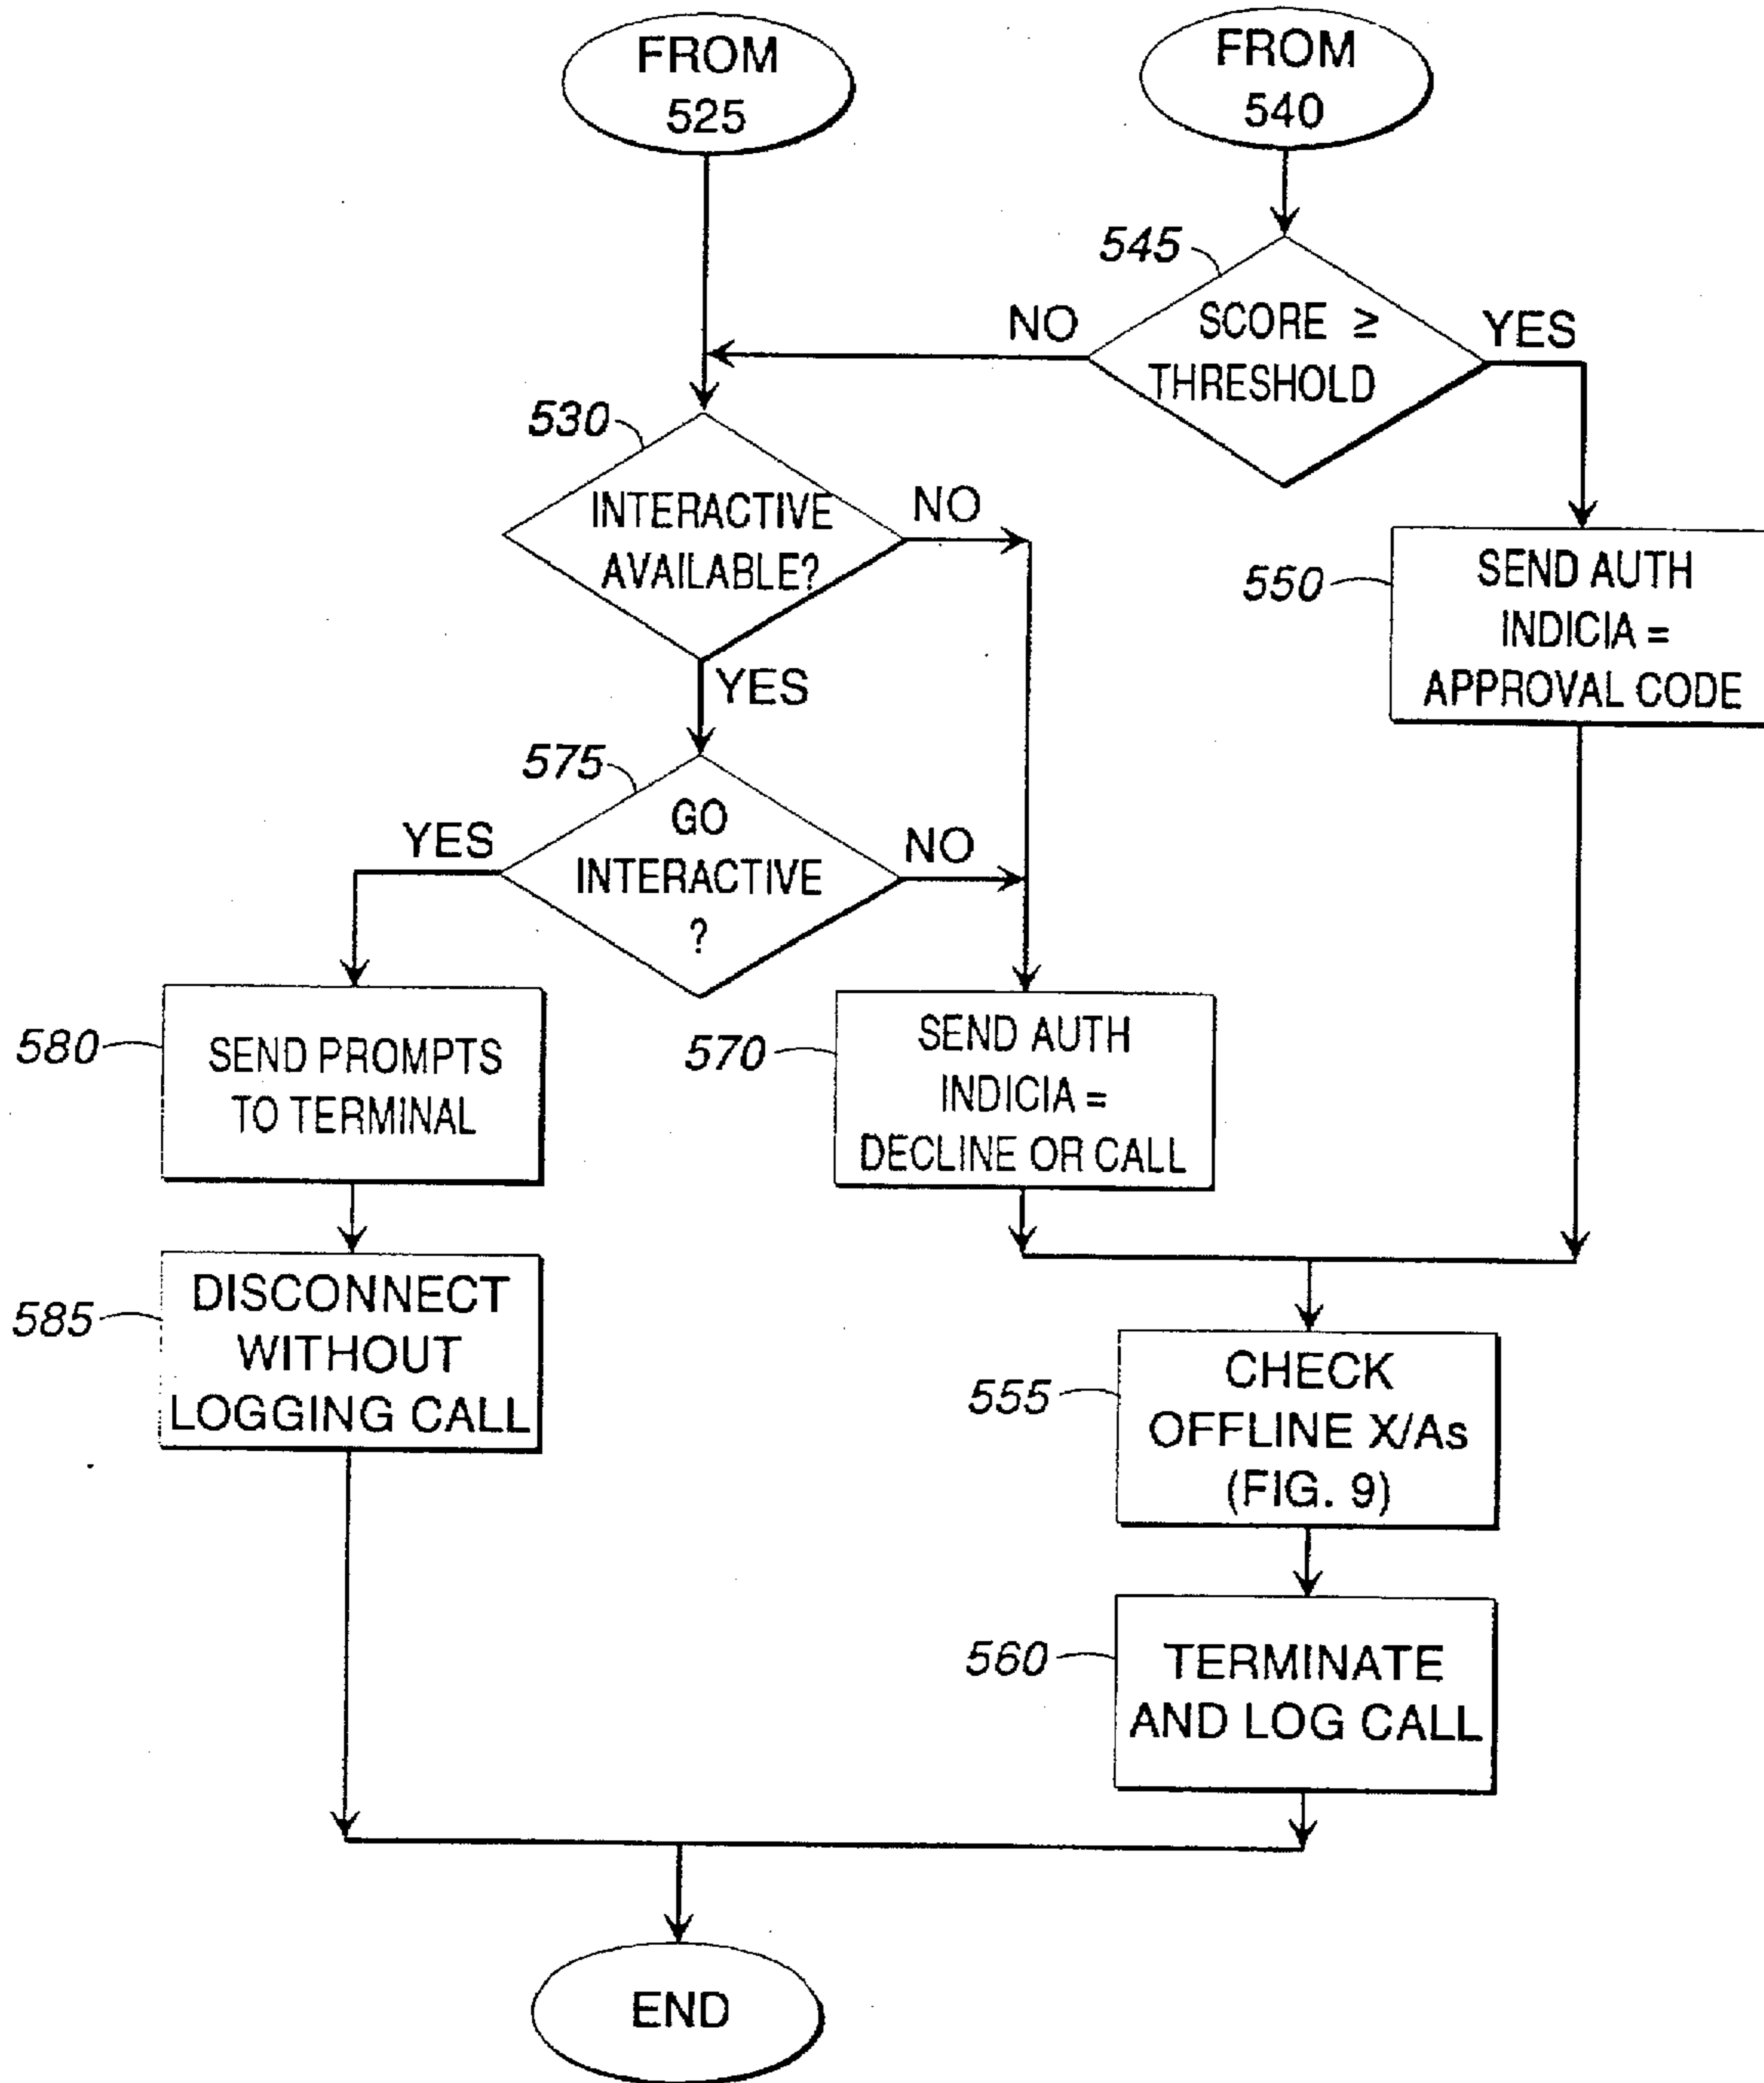 FROM
525
FROM
540
545
SCORE ≥
THRESHOLD
NO
YES
530
INTERACTIVE
AVAILABLE?
NO
YES
550
SEND AUTH
INDICIA =
APPROVAL CODE
575
GO
INTERACTIVE
?
YES
NO
580
SEND PROMPTS
TO TERMINAL
570
SEND AUTH
INDICIA =
DECLINE OR CALL
585
DISCONNECT
WITHOUT
LOGGING CALL
555
CHECK
OFFLINE X/As
(FIG. 9)
560
TERMINATE
AND LOG CALL
END